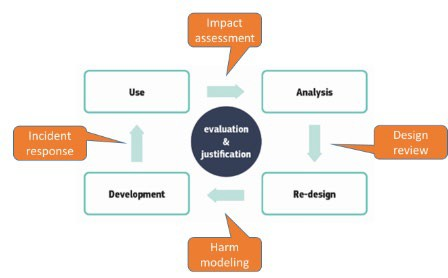 Impact
assessment
Use
Analysis
evaluation
&
justification
Incident
response
Design
review
Development
Re-design
Harm
modeling